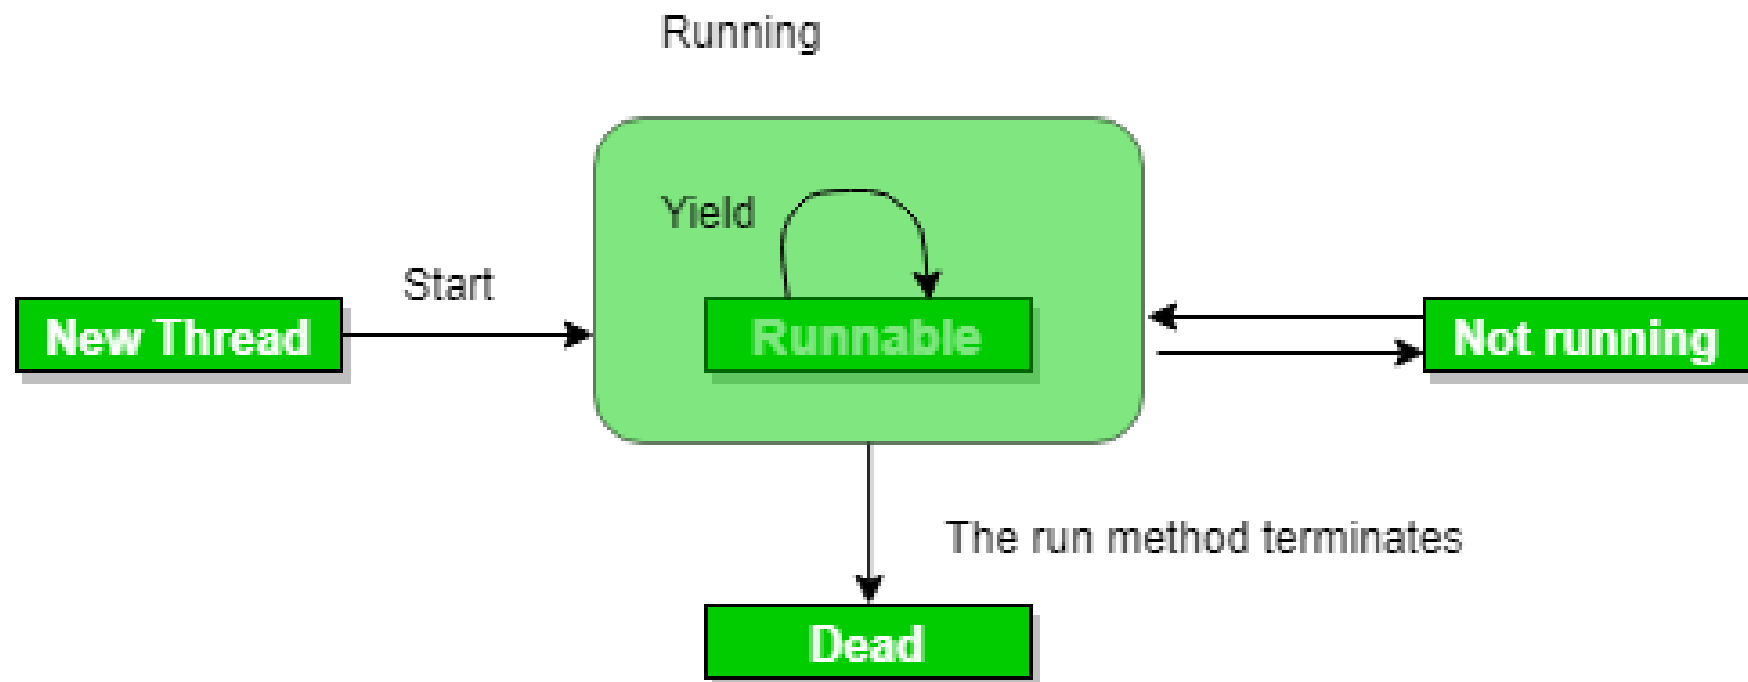 Running
Yield
Start
New Thread
Runnable
Not running
The run method terminates
Dead